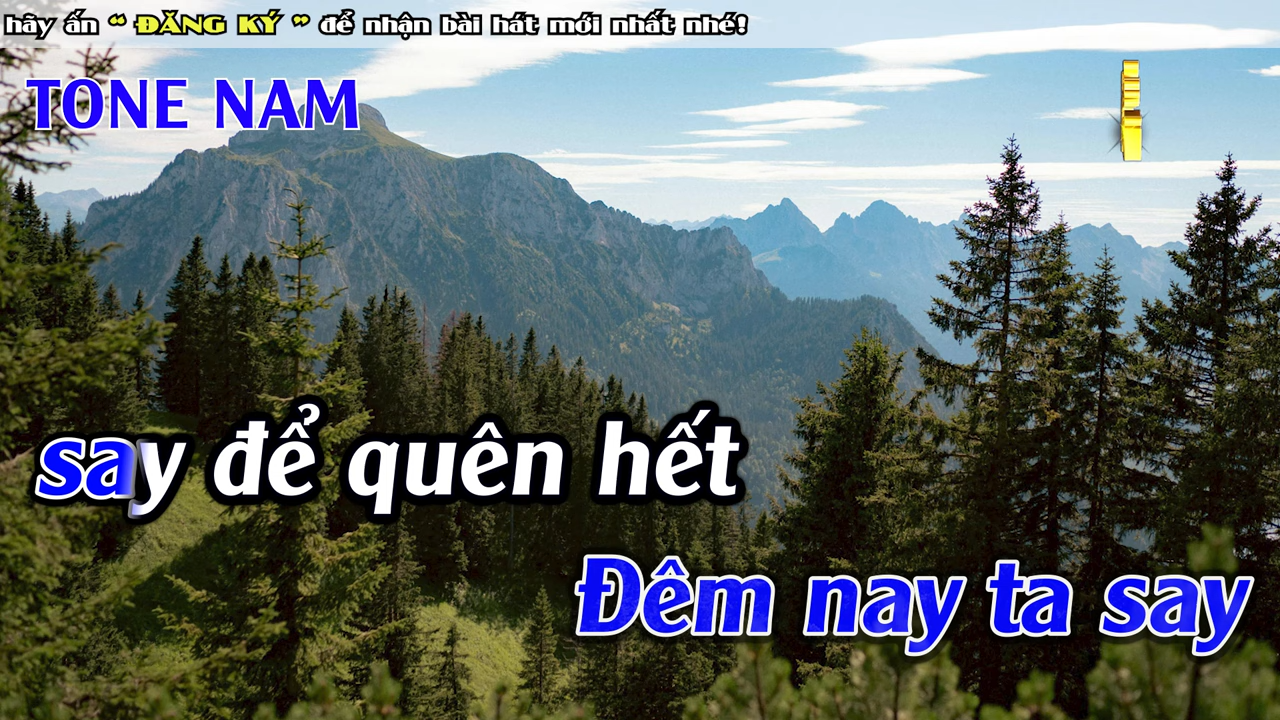 hãy ấn “ ĐĂNG KÝ ” để nhận bài hát mới nhất nhé!
TONE NAM
say để quên hết
Đêm nay ta say